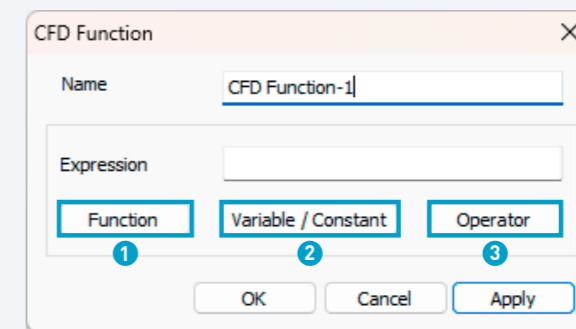 CFD Function
Name
CFD Function-1
Expression
Function
Variable / Constant
Operator
1
2
3
OK
Cancel
Apply